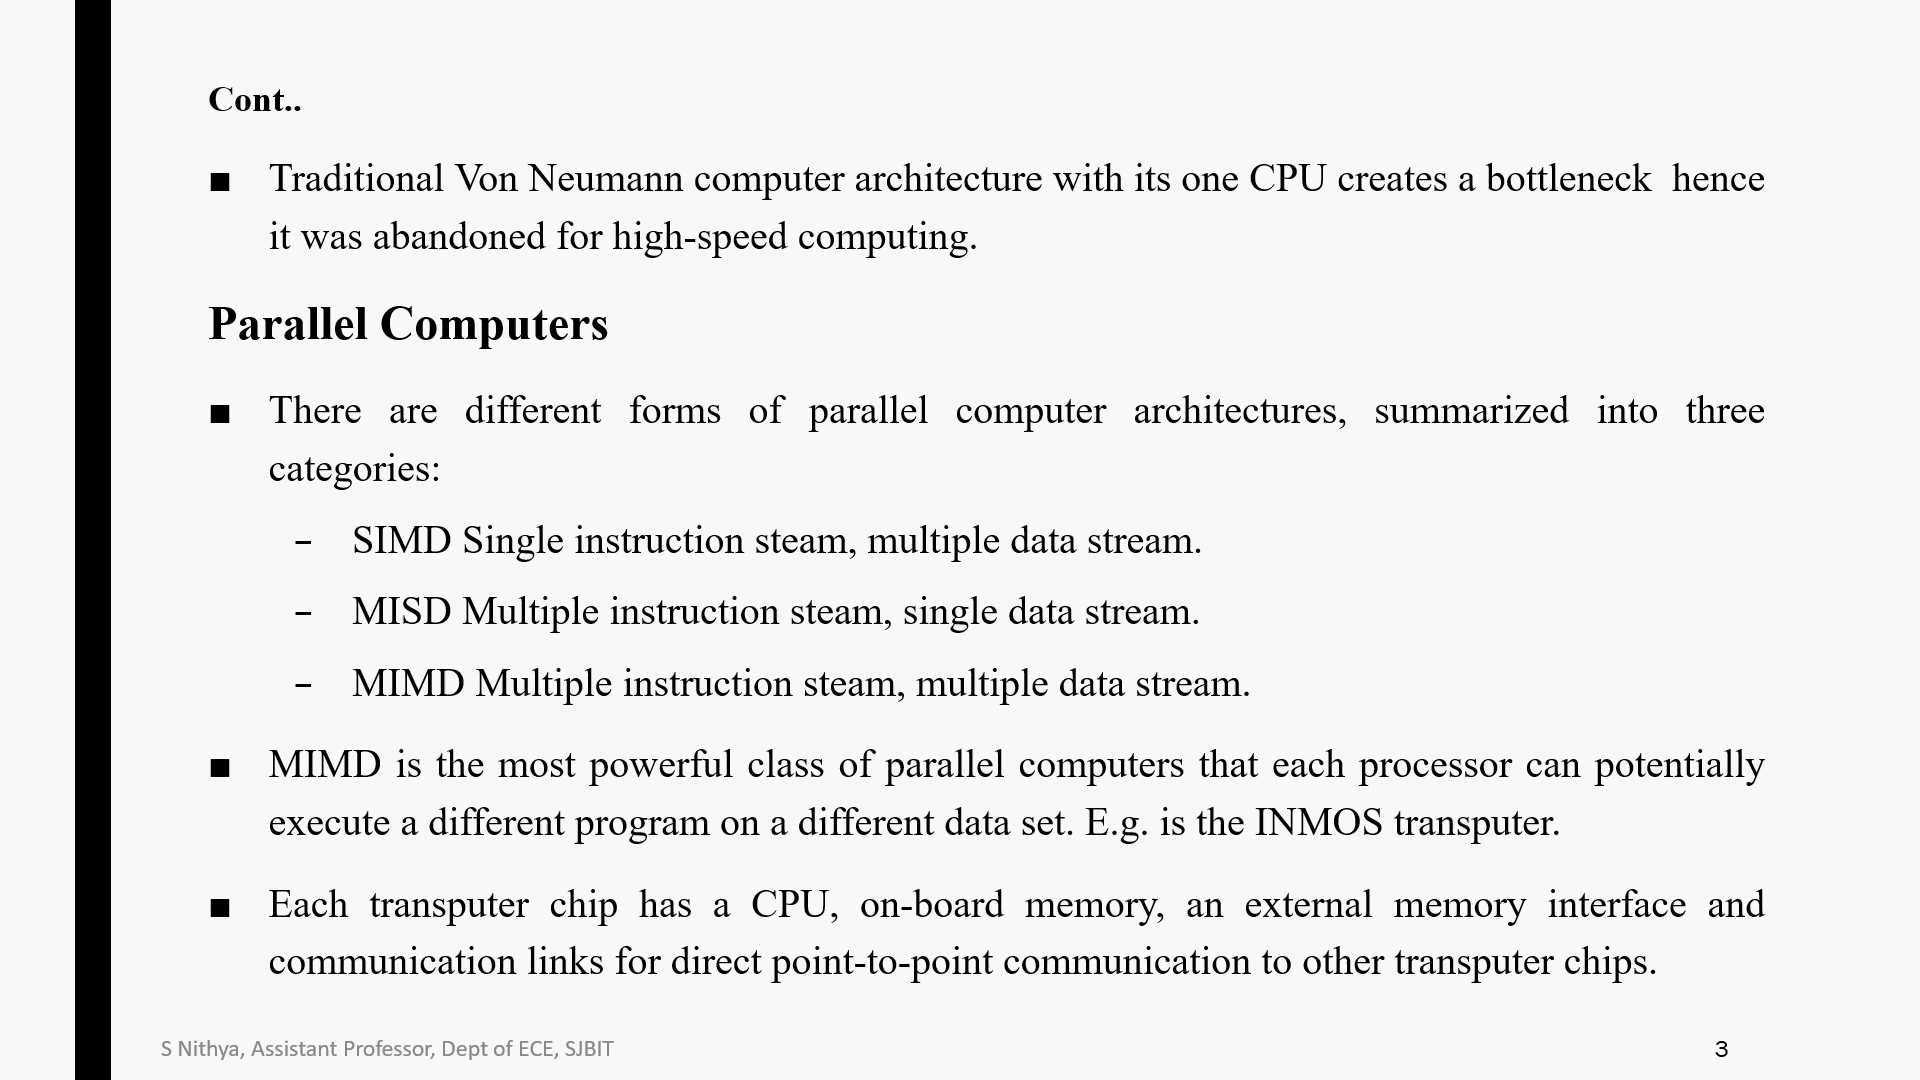 Cont..
■ Traditional Von Neumann computer architecture with its one CPU creates a bottleneck hence
it was abandoned for high-speed computing.
Parallel Computers
■ There are different forms of parallel computer architectures, summarized into three
categories:
– SIMD Single instruction steam, multiple data stream.
– MISD Multiple instruction steam, single data stream.
– MIMD Multiple instruction steam, multiple data stream.
■ MIMD is the most powerful class of parallel computers that each processor can potentially
execute a different program on a different data set. E.g. is the INMOS transputer.
■ Each transputer chip has a CPU, on-board memory, an external memory interface and
communication links for direct point-to-point communication to other transputer chips.
S Nithya, Assistant Professor, Dept of ECE, SJBIT
3